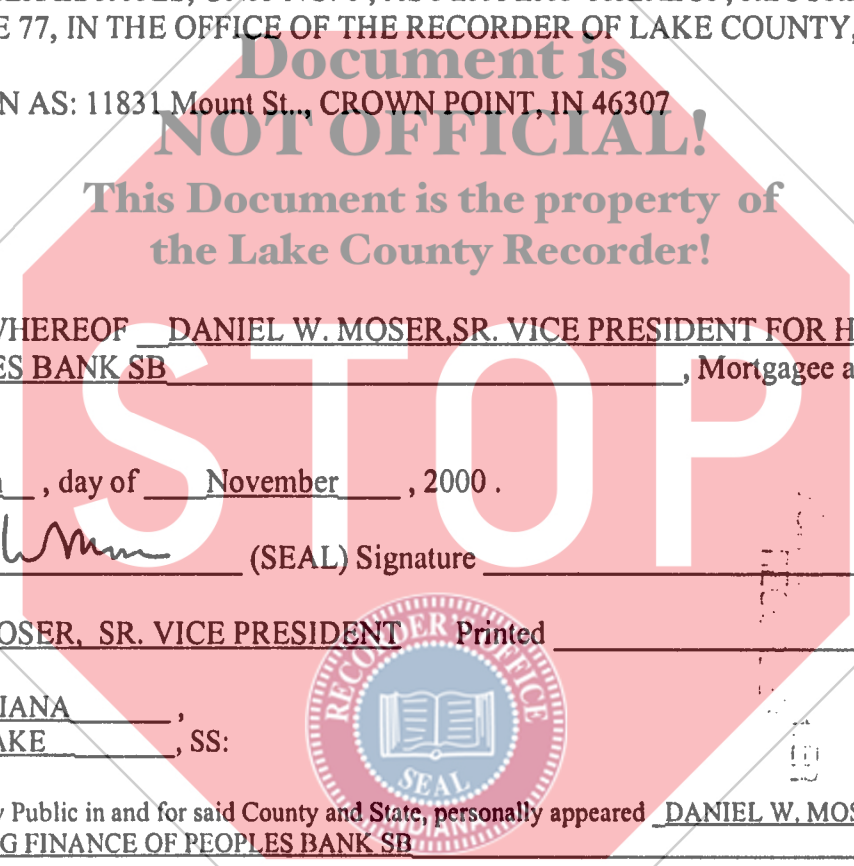 E 77, IN THE OFFICE OF THE RECORDER OF LAKE COUNTY,
Document is
N AS: 11831 Mount St.., CROWN POINT, IN 46307
NOT OFFICIAL!
This Document is the property of
the Lake County Recorder!
WHEREOF DANIEL W. MOSER,SR. VICE PRESIDENT FOR H
ES BANK SB , Mortgagee a
STOP
, day of November , 2000 .
(SEAL) Signature
OSER, SR. VICE PRESIDENT Printed
RECORDER'S OFFICE
IANA ,
AKE , SS:
SEAL
INDIANA
y Public in and for said County and State, personally appeared DANIEL W. MOS
G FINANCE OF PEOPLES BANK SB